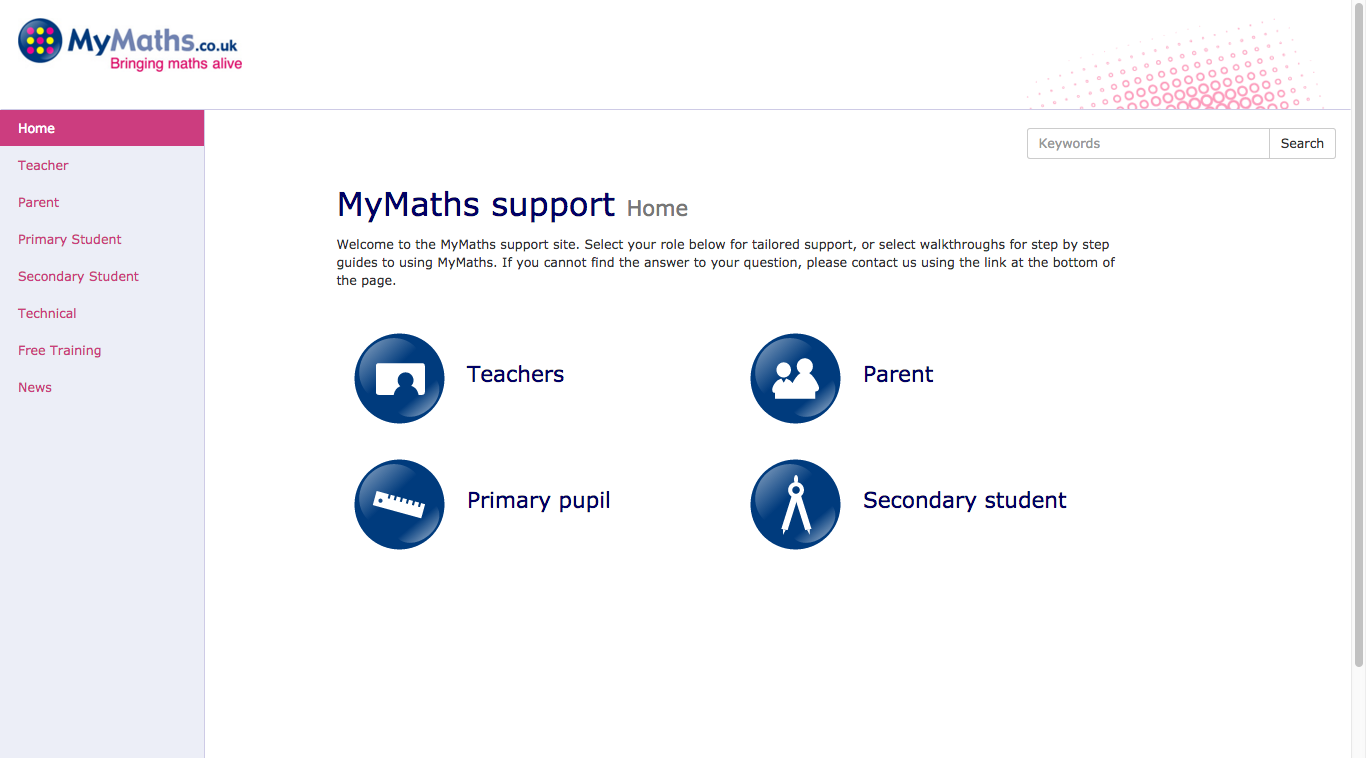 MyMaths.co.uk
Bringing maths alive
Home
Teacher
Parent
Primary Student
Secondary Student
Technical
Free Training
News
Keywords
Search
MyMaths support Home
Welcome to the MyMaths support site. Select your role below for tailored support, or select walkthroughs for step by step
guides to using MyMaths. If you cannot find the answer to your question, please contact us using the link at the bottom of
the page.
Teachers
Parent
Primary pupil
Secondary student